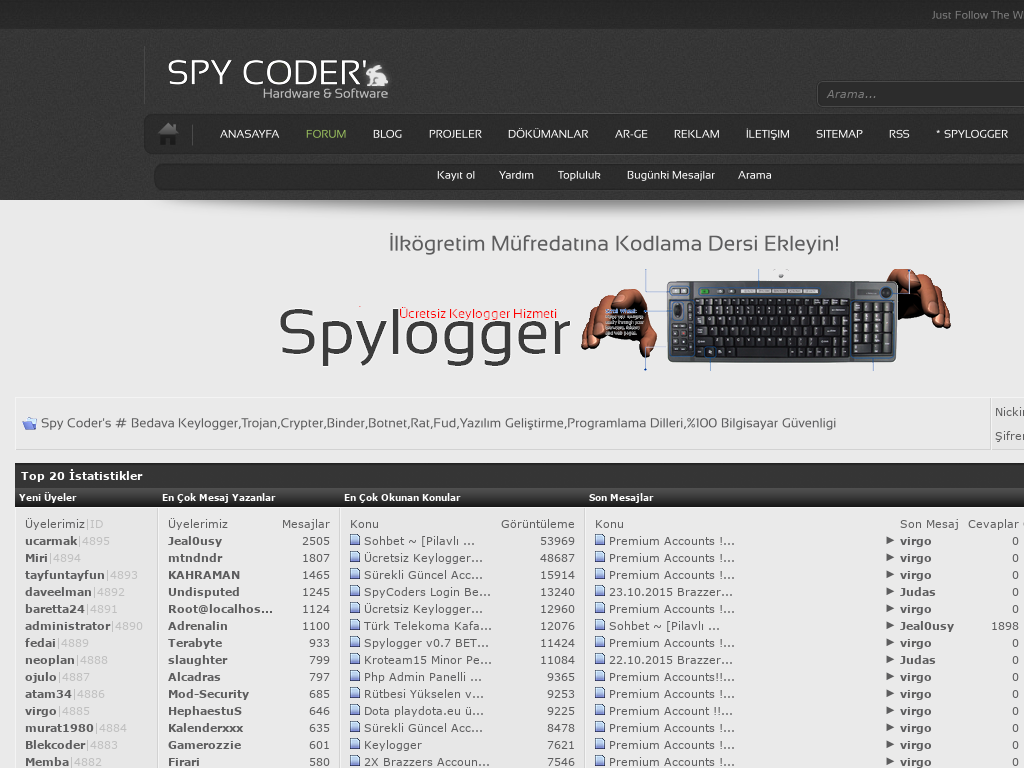 Just Follow The W
SPY CODER'
Hardware & Software
Arama...
ANASAYFA FORUM BLOG PROJELER DÖKÜMANLAR AR-GE REKLAM İLETİŞİM SITEMAP RSS * SPYLOGGER
Kayıt ol Yardım Topluluk Bugünki Mesajlar Arama
İlkögretim Müfredatına Kodlama Dersi Ekleyin!
Ücretsiz Keylogger Hizmeti
Spylogger
Spy Coder's # Bedava Keylogger,Trojan,Crypter,Binder,Botnet,Rat,Fud,Yazılım Geliştirme,Programlama Dilleri,%100 Bilgisayar Güvenligi
Nickin
Şifren
Top 20 İstatistikler
Yeni Üyeler En Çok Mesaj Yazanlar En Çok Okunan Konular Son Mesajlar
Üyelerimiz|ID Üyelerimiz Mesajlar Konu Görüntüleme Konu Son Mesaj Cevaplar
ucarmak|4895 Jeal0usy 2505 Sohbet ~ [Pilavlı ... 53969 Premium Accounts !... virgo 0
Miri|4894 mtndndr 1807 Ücretsiz Keylogger... 48687 Premium Accounts !... virgo 0
tayfuntayfun|4893 KAHRAMAN 1465 Sürekli Güncel Acc... 15914 Premium Accounts !... virgo 0
daveelman|4892 Undisputed 1245 SpyCoders Login Be... 13240 23.10.2015 Brazzer... Judas 0
baretta24|4891 Root@localhos... 1124 Ücretsiz Keylogger... 12960 Premium Accounts !... virgo 0
administrator|4890 Adrenalin 1100 Türk Telekoma Kafa... 12076 Sohbet ~ [Pilavlı ... Jeal0usy 1898
fedai|4889 Terabyte 933 Spylogger v0.7 BET... 11424 Premium Accounts !... virgo 0
neoplan|4888 slaughter 799 Kroteam15 Minor Pe... 11084 22.10.2015 Brazzer... Judas 0
ojulo|4887 Alcadras 797 Php Admin Panelli ... 9365 Premium Accounts!!... virgo 0
atam34|4886 Mod-Security 685 Rütbesi Yükselen v... 9253 Premium Accounts !... virgo 0
virgo|4885 HephaestuS 646 Dota playdota.eu ü... 9225 Premium Account !!... virgo 0
murat1980|4884 Kalenderxxx 635 Sürekli Güncel Acc... 8478 Premium Accounts !... virgo 0
Blekcoder|4883 Gamerozzie 601 Keylogger 7621 Premium Accounts !... virgo 0
Memba|4882 Firari 580 2X Brazzers Accoun... 7546 Premium Accounts !... virgo 0